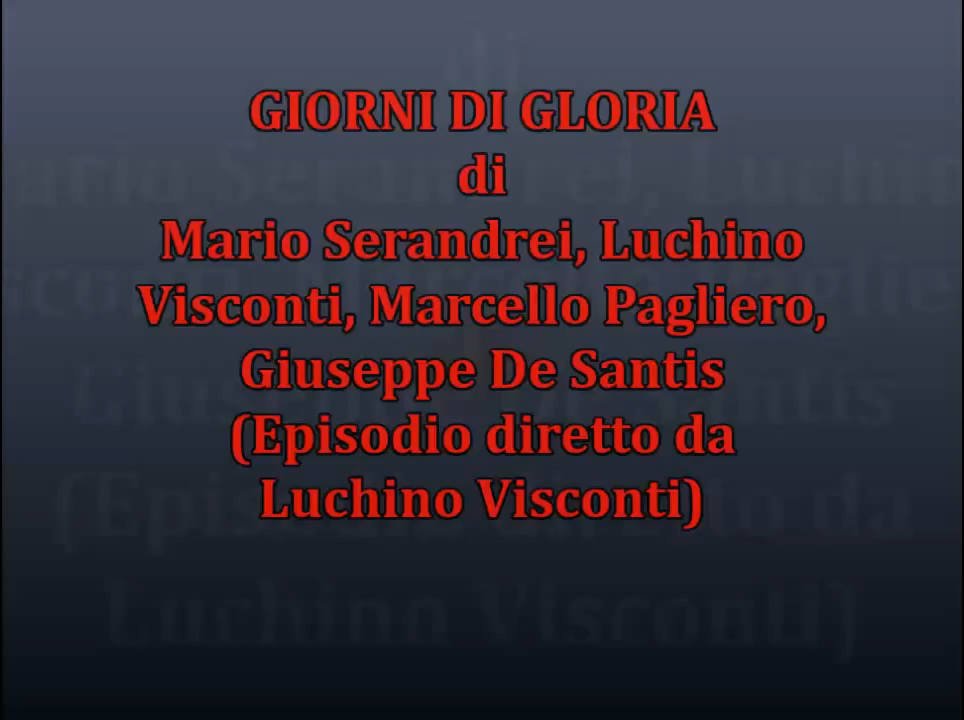 GIORNI DI GLORIA
di
Mario Serandrei, Luchino
Visconti, Marcello Pagliero,
Giuseppe De Santis
(Episodio diretto da
Luchino Visconti)